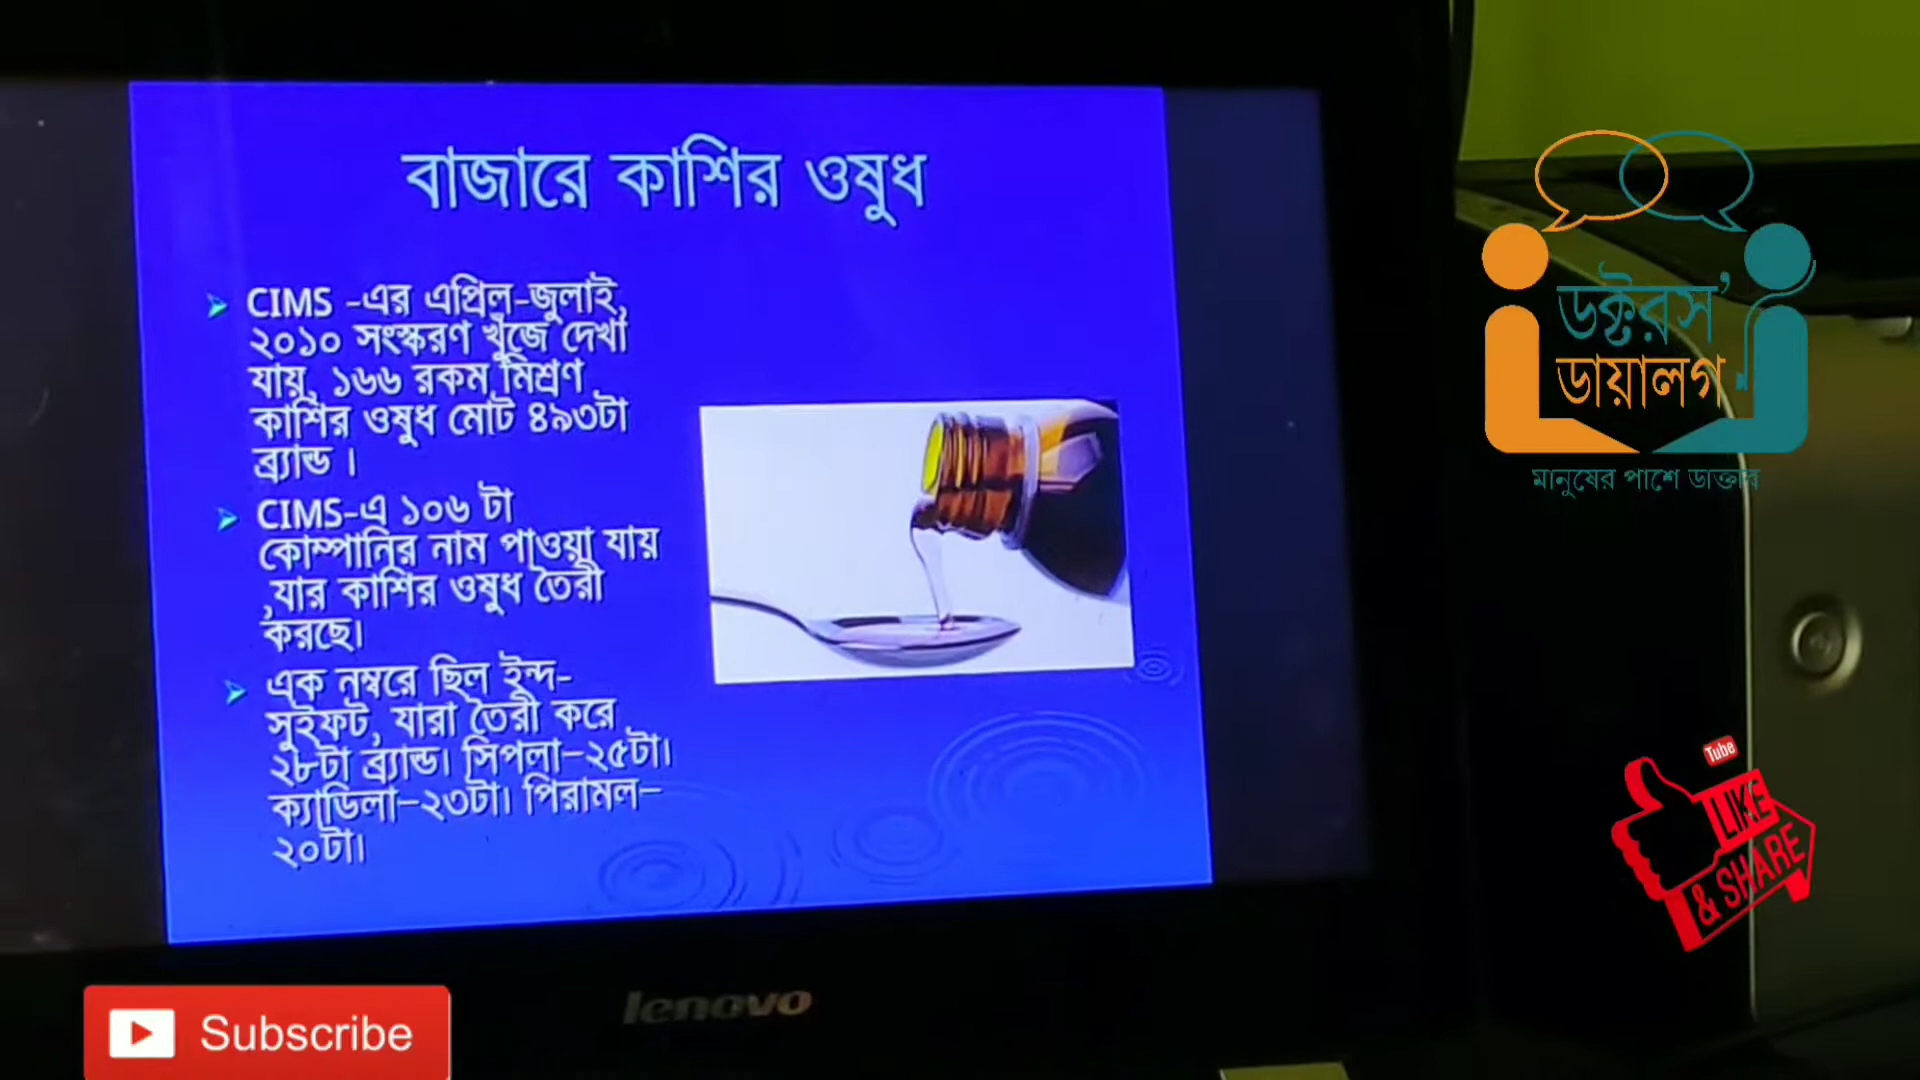 বাজারে কাশির ওষুধ
CIMS -এর এপ্রিল-জুলাই,
২০১০ সংস্করণ খুঁজে দেখা
যায়, ১৬৬ রকম মিশ্রণ
কাশির ওষুধ মোট ৪৯৩টা
ব্র্যান্ড ।
CIMS-এ ১০৬ টা
কোম্পানির নাম পাওয়া যায়
,যার কাশির ওষুধ তৈরী
করছে।
এক নম্বরে ছিল ইন্দ-
সুইফট, যারা তৈরী করে
২৮টা ব্র্যান্ড। সিপলা–২৫টা।
ক্যাডিলা–২৩টা। পিরামল–
২০টা।
lenovo
ডক্টরস'
ডায়ালগ
মানুষের পাশে ডাক্তার
Tube
LIKE
& SHARE
Subscribe